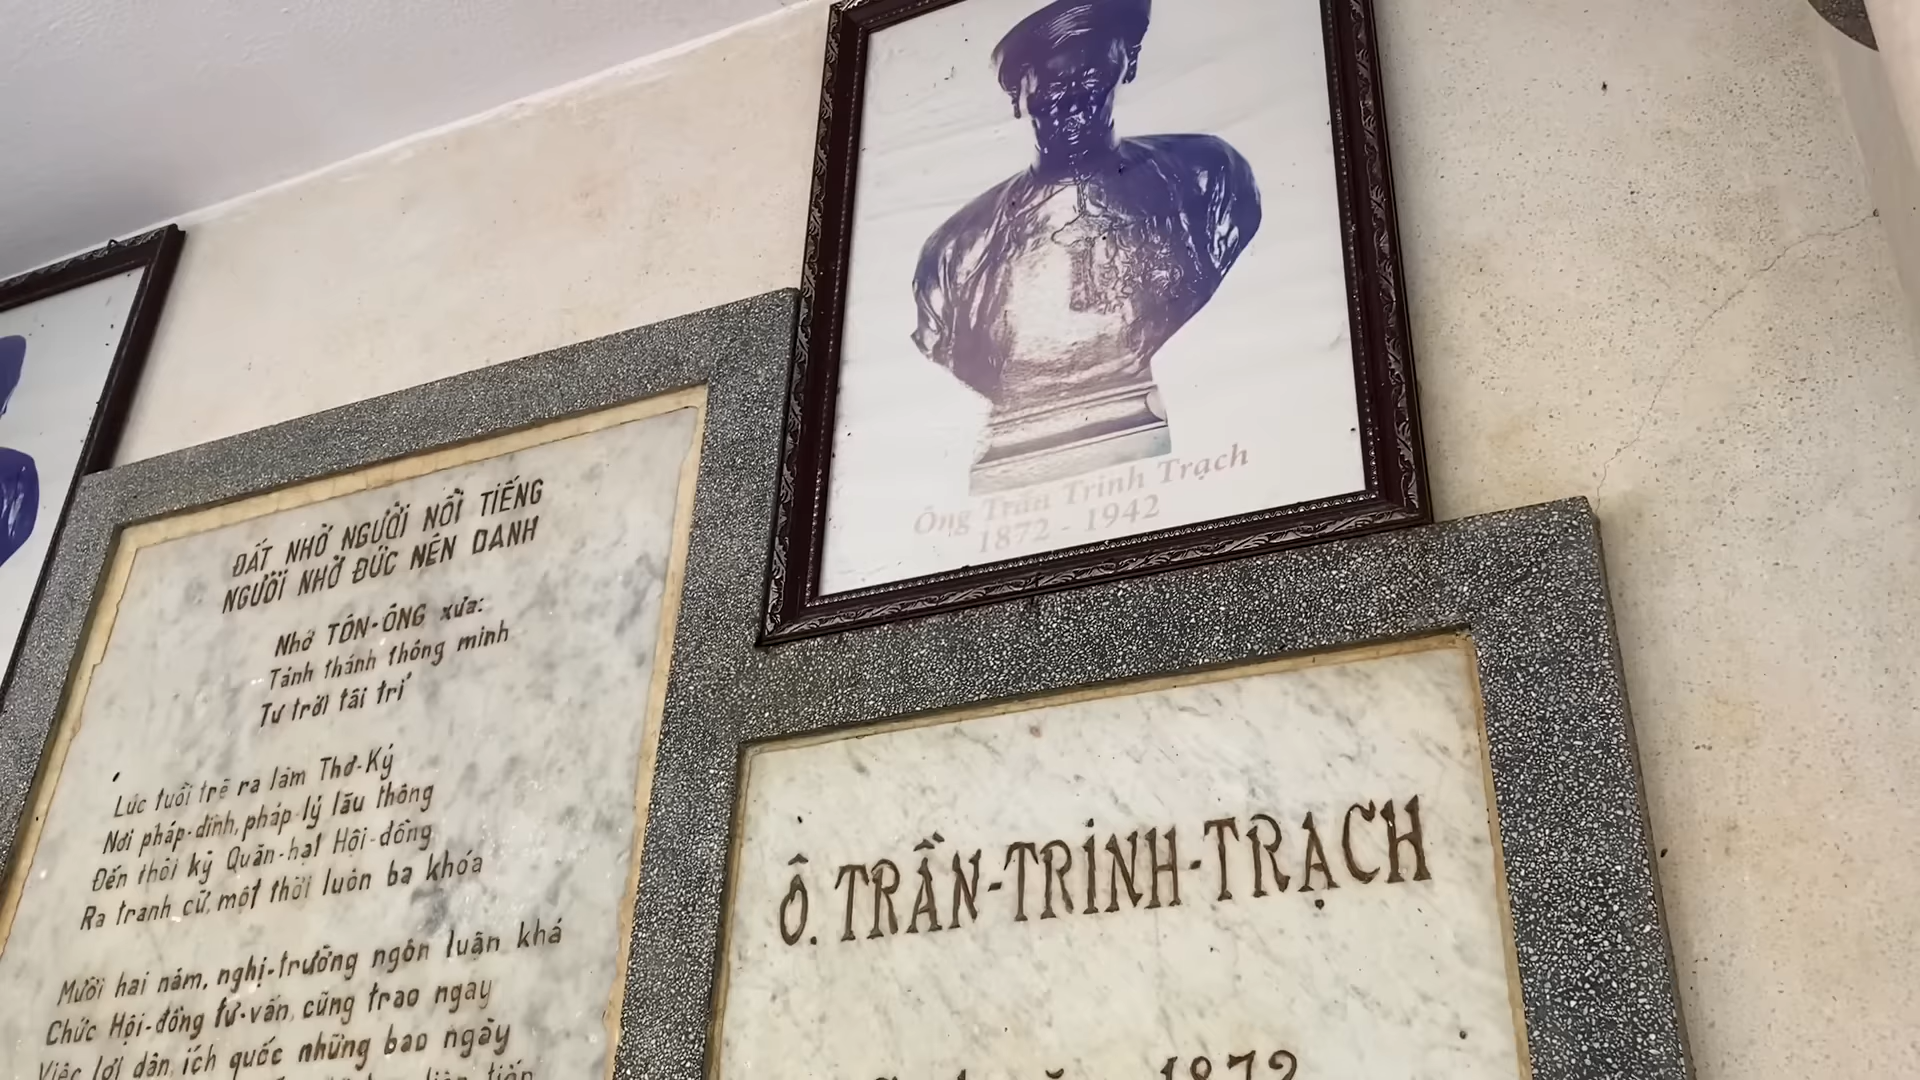 ĐẤT NHỜ NGƯỜI NỔI TIẾNG
NGƯỜI NHỜ ĐỨC NÊN DANH
Nhớ TÔN-ÔNG xưa:
Tánh thánh thông minh
Tư trời tài trí
Lúc tuổi trẻ ra làm Thơ-Ký
Nơi pháp-đình, pháp-lý lầu thông
Đến thời kỳ Quản-hạt Hội-đồng
Ra tranh cử, một thời luôn ba khóa
Mười hai năm, nghị-trường ngôn luận khá
Chức Hội-đồng tư-vấn, cũng trao ngay
Việc lợi dân, ích quốc những bao ngày
Ông Trần Trinh Trạch
1872 - 1942
Ô. TRẦN-TRINH-TRẠCH
1872